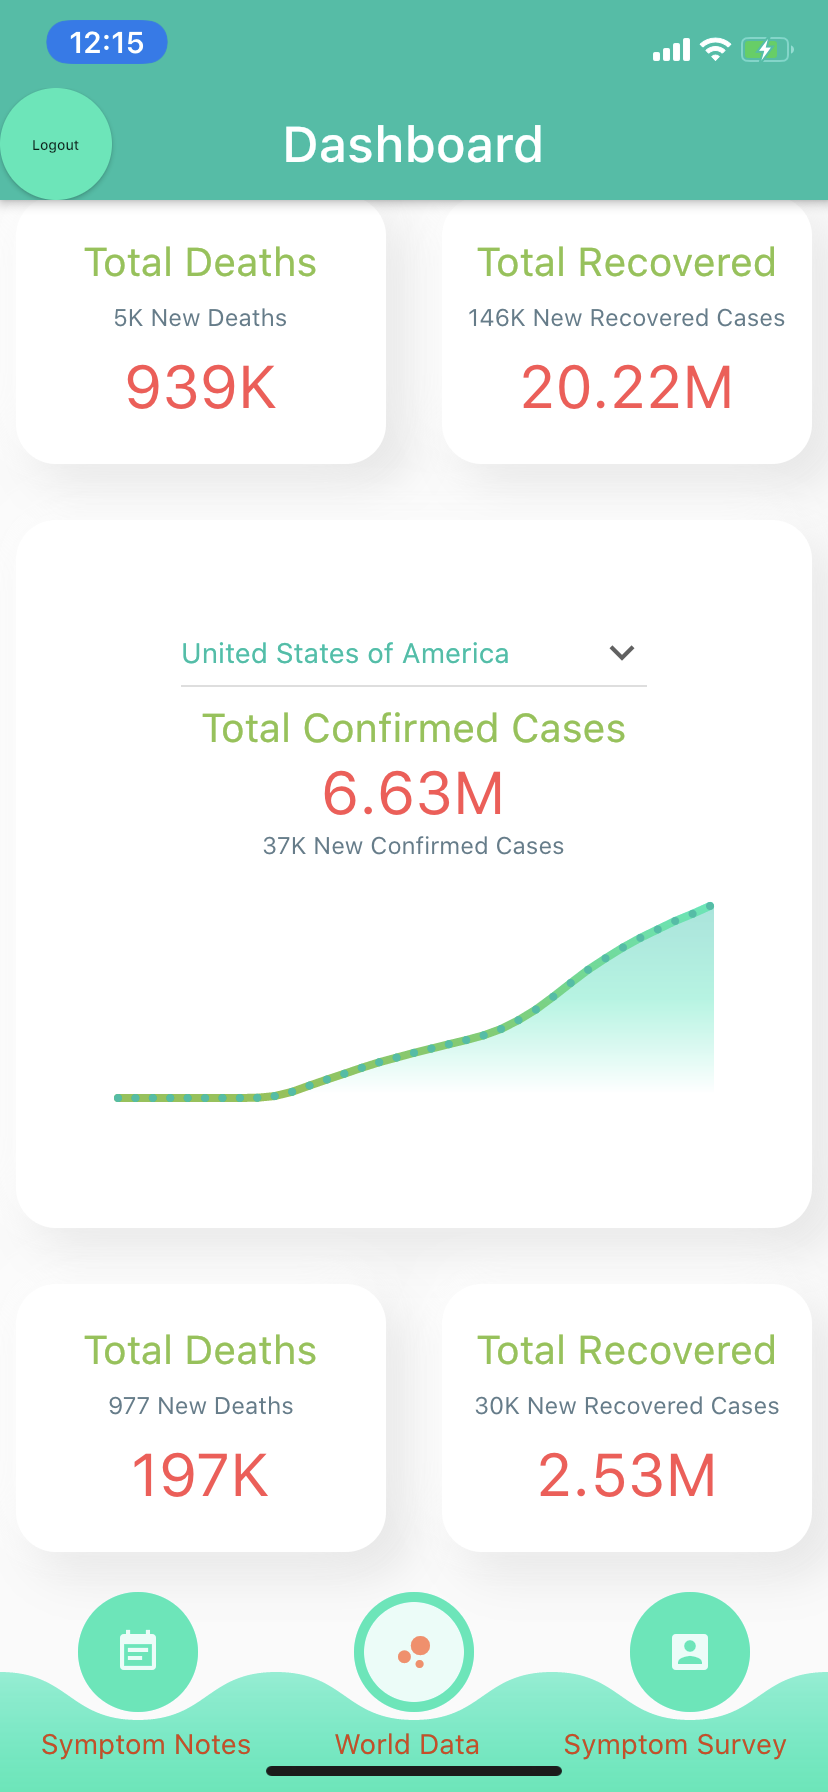 12:15
Logout
Dashboard
Total Deaths
5K New Deaths
939K
Total Recovered
146K New Recovered Cases
20.22M
United States of America
Total Confirmed Cases
6.63M
37K New Confirmed Cases
Total Deaths
977 New Deaths
197K
Total Recovered
30K New Recovered Cases
2.53M
Symptom Notes
World Data
Symptom Survey